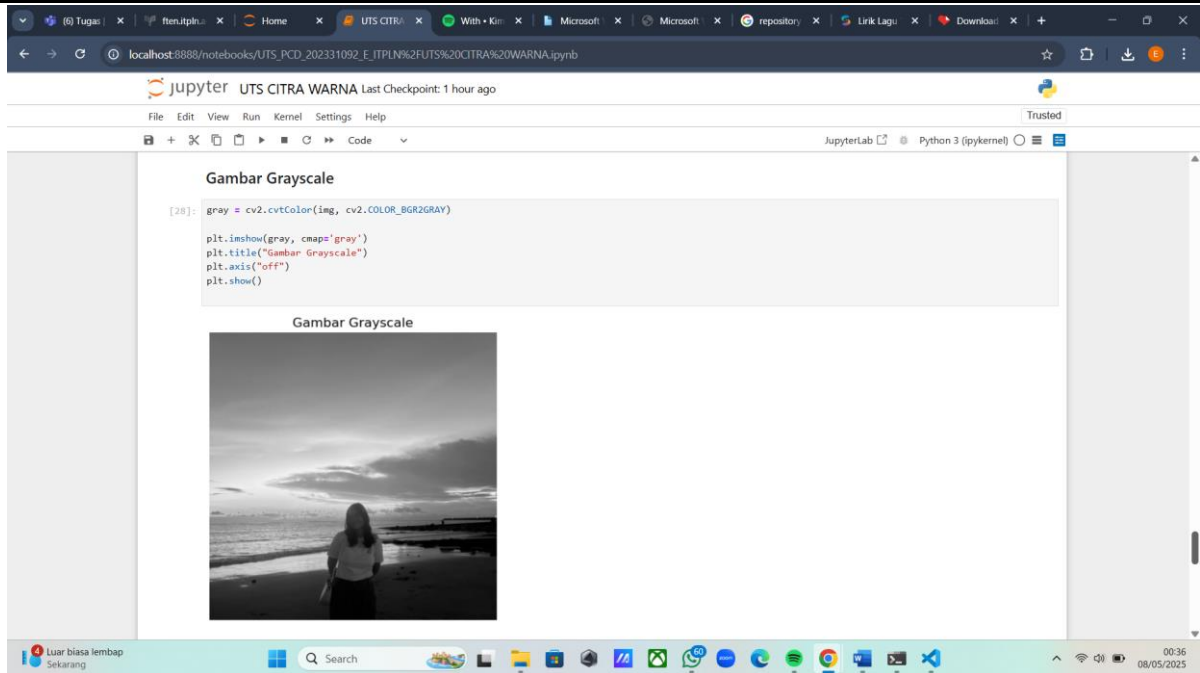 (6) Tugas |
ften.itpln.a
Home
UTS CITRA
With • Kim
Microsoft
Microsoft
repository
Lirik Lagu
Download
localhost:8888/notebooks/UTS_PCD_202331092_E_ITPLN%2FUTS%20CITRA%20WARNA.ipynb
E
jupyter UTS CITRA WARNA Last Checkpoint: 1 hour ago
File Edit View Run Kernel Settings Help
Trusted
Code
JupyterLab
Python 3 (ipykernel)
Gambar Grayscale
[28]: gray = cv2.cvtColor(img, cv2.COLOR_BGR2GRAY)
plt.imshow(gray, cmap='gray')
plt.title("Gambar Grayscale")
plt.axis("off")
plt.show()
Gambar Grayscale
4
Luar biasa lembap
Sekarang
Search
60
00:36
08/05/2025